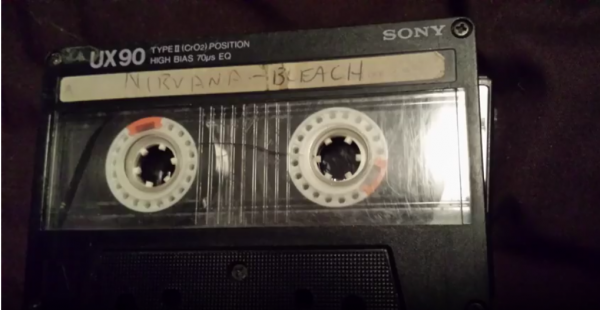 SONY
UX90 TYPE II (CrO2) POSITION
HIGH BIAS 70µs EQ
NIRVANA - BLEACH